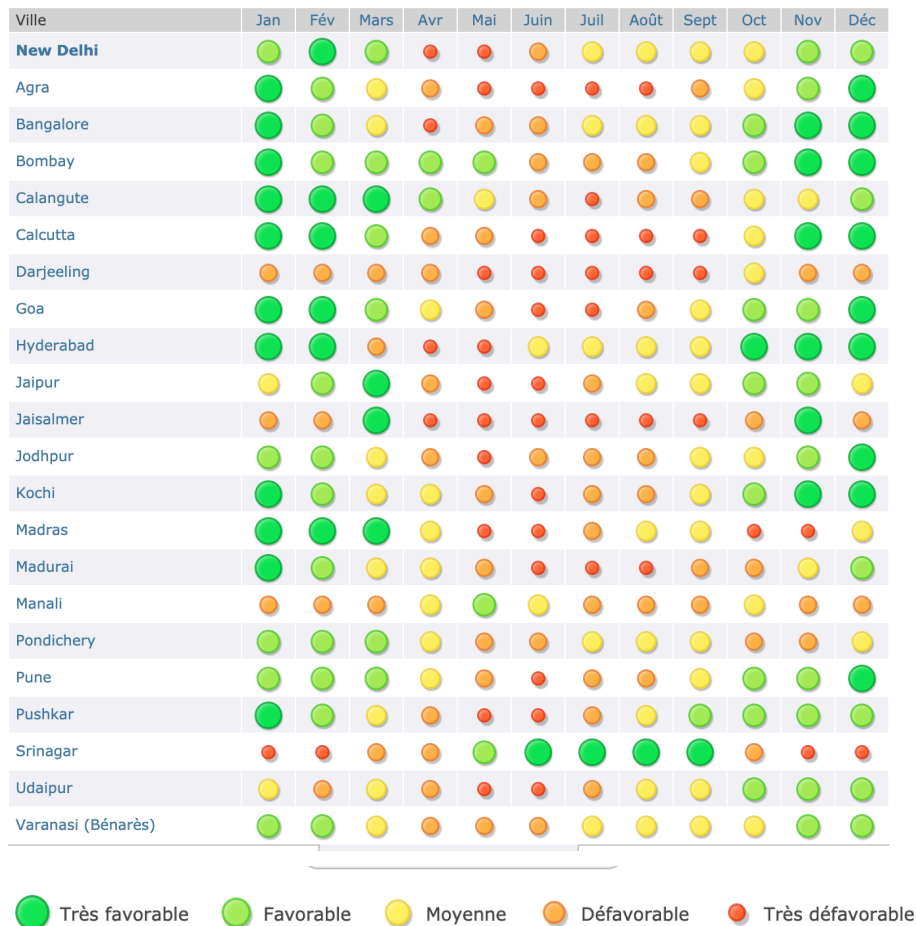 Ville Jan Fév Mars Avr Mai Juin Juil Août Sept Oct Nov Déc
New Delhi
Agra
Bangalore
Bombay
Calangute
Calcutta
Darjeeling
Goa
Hyderabad
Jaipur
Jaisalmer
Jodhpur
Kochi
Madras
Madurai
Manali
Pondichery
Pune
Pushkar
Srinagar
Udaipur
Varanasi (Bénarès)
Très favorable Favorable Moyenne Défavorable Très défavorable